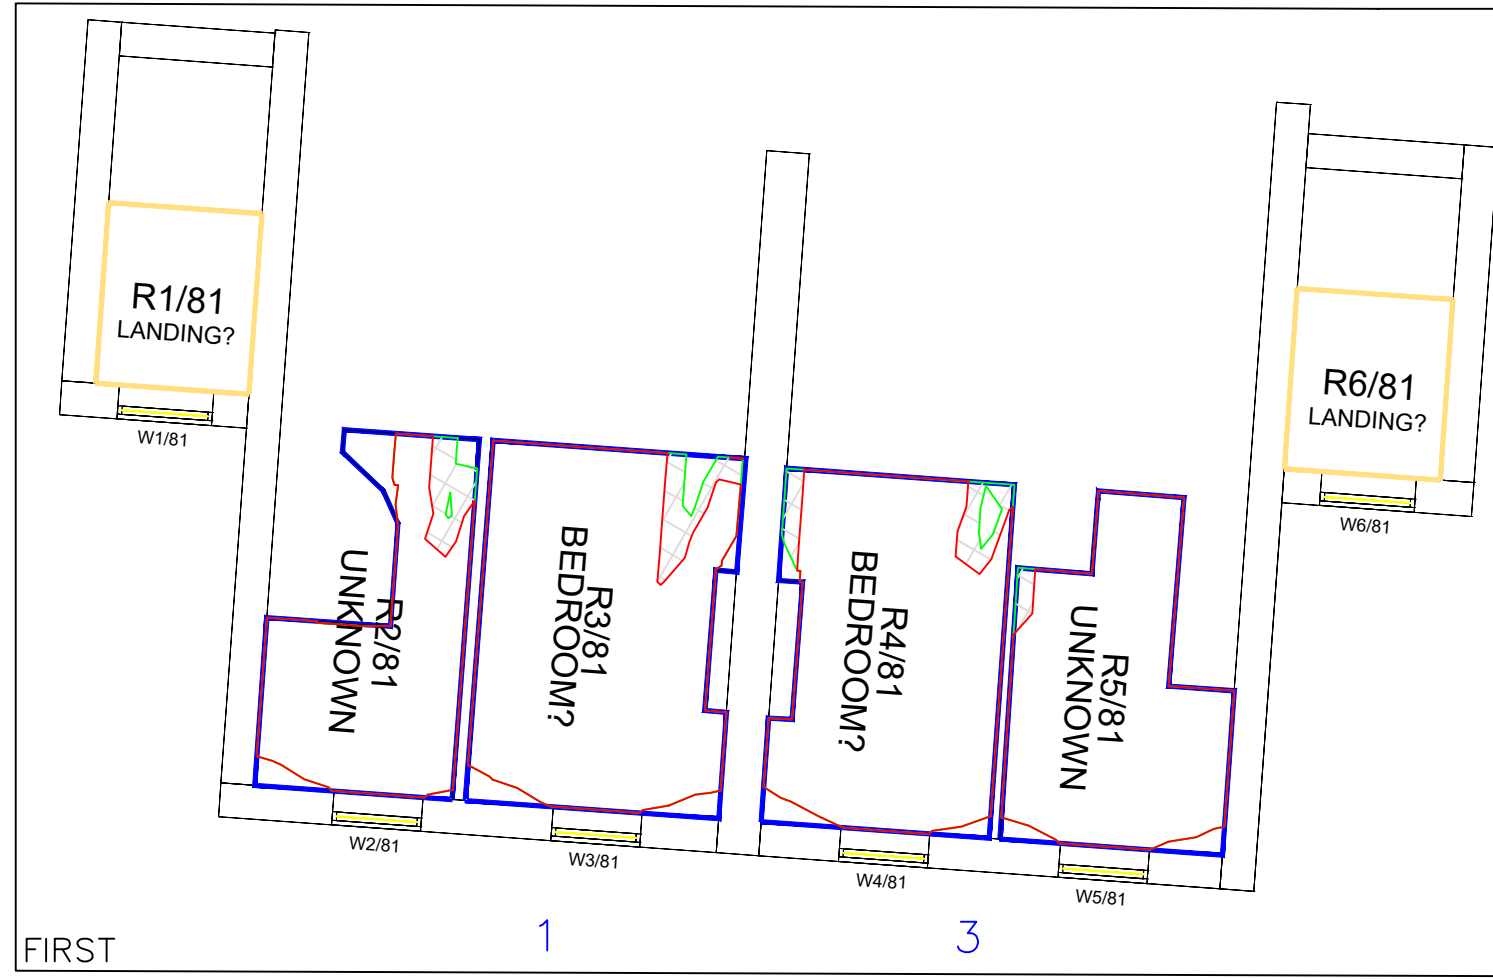 R1/81
LANDING?
W1/81
R6/81
LANDING?
W6/81
R2/81
UNKNOWN
R3/81
BEDROOM?
R4/81
BEDROOM?
R5/81
UNKNOWN
W2/81
W3/81
W4/81
W5/81
1
3
FIRST